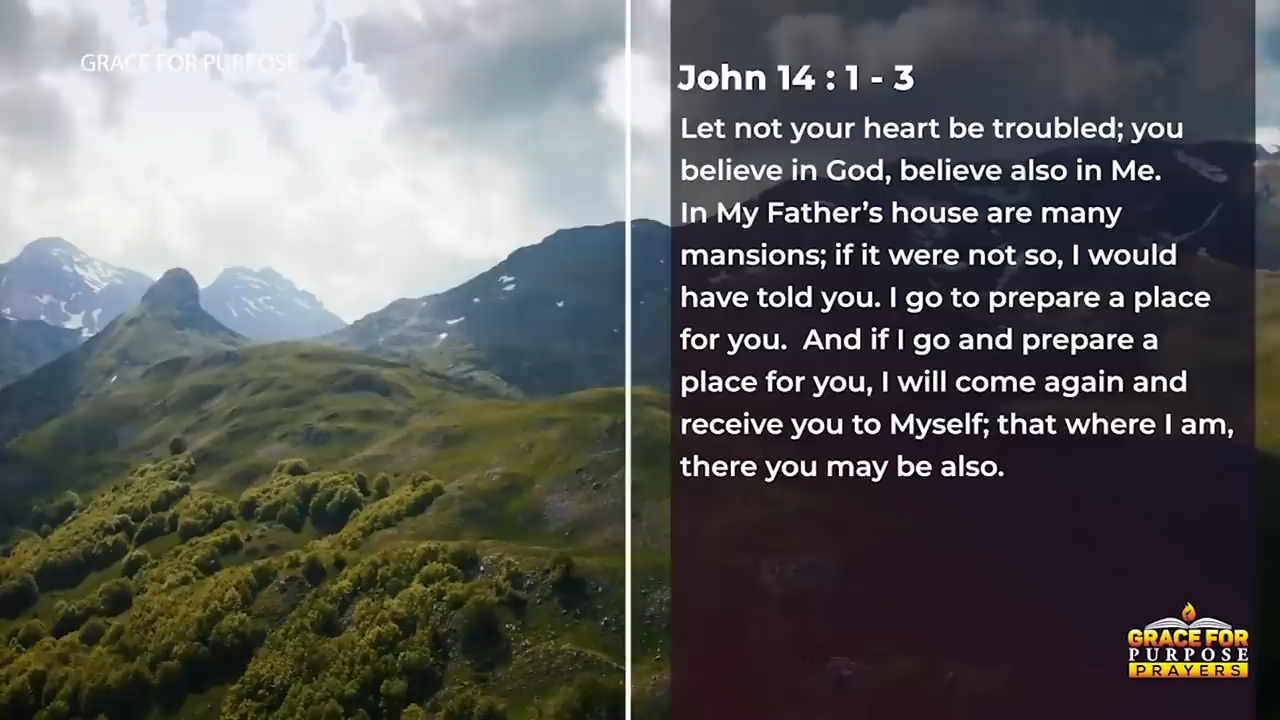 GRACE FOR PURPOSE
John 14 : 1 - 3
Let not your heart be troubled; you
believe in God, believe also in Me.
In My Father’s house are many
mansions; if it were not so, I would
have told you. I go to prepare a place
for you.  And if I go and prepare a
place for you, I will come again and
receive you to Myself; that where I am,
there you may be also.
GRACE FOR
PURPOSE
PRAYERS